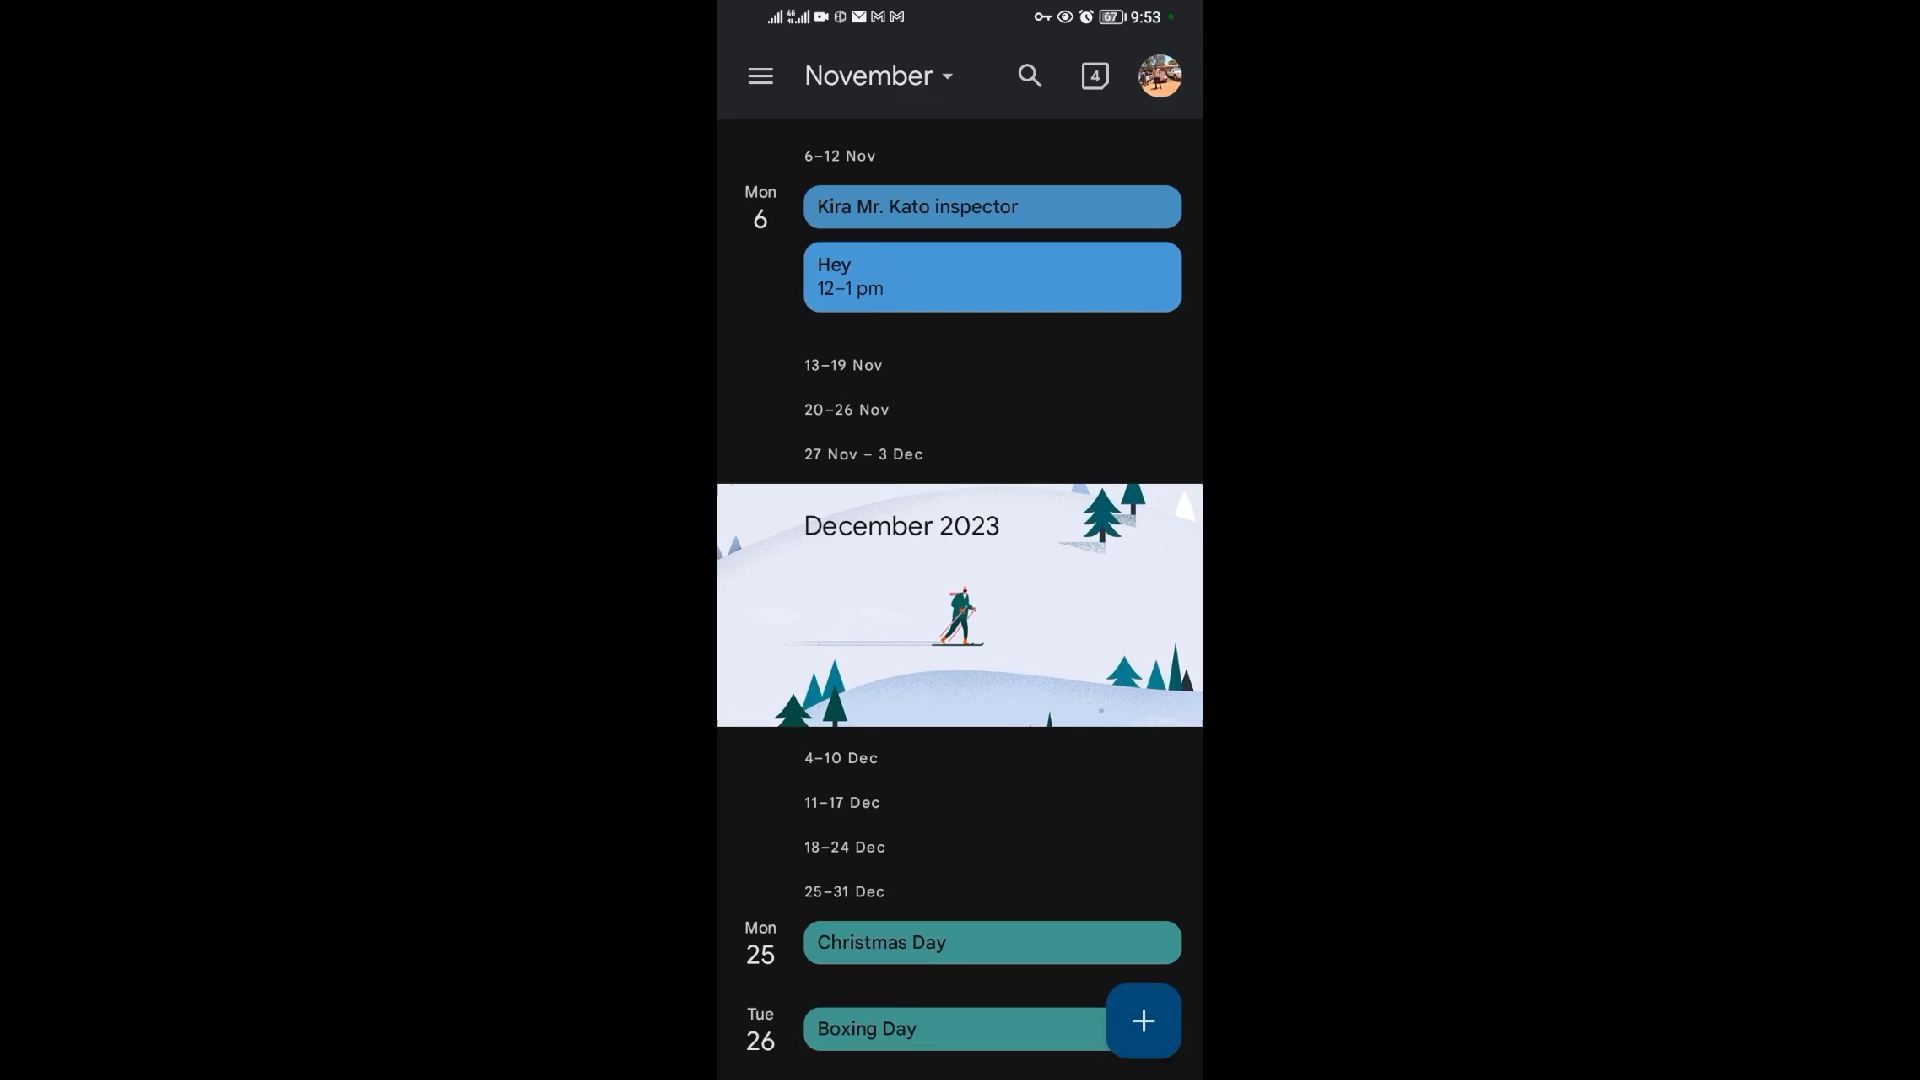 4G
67 9:53
November
4
6–12 Nov
Mon
6
Kira Mr. Kato inspector
Hey
12–1 pm
13–19 Nov
20–26 Nov
27 Nov – 3 Dec
December 2023
4–10 Dec
11–17 Dec
18–24 Dec
25–31 Dec
Mon
25
Christmas Day
Tue
26
Boxing Day